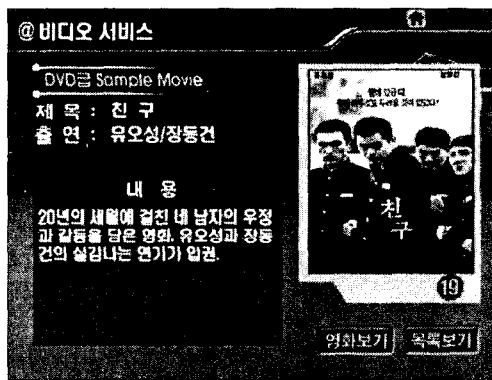 @ 비디오 서비스
DVD급 Sample Movie
제 목 : 친 구
출 연 : 유오성/장동건
내 용
20년의 세월에 걸친 네 남자의 우정
과 갈등을 담은 영화. 유오성과 장동
건의 실감나는 연기가 압권.
친구
19
영화보기
목록보기